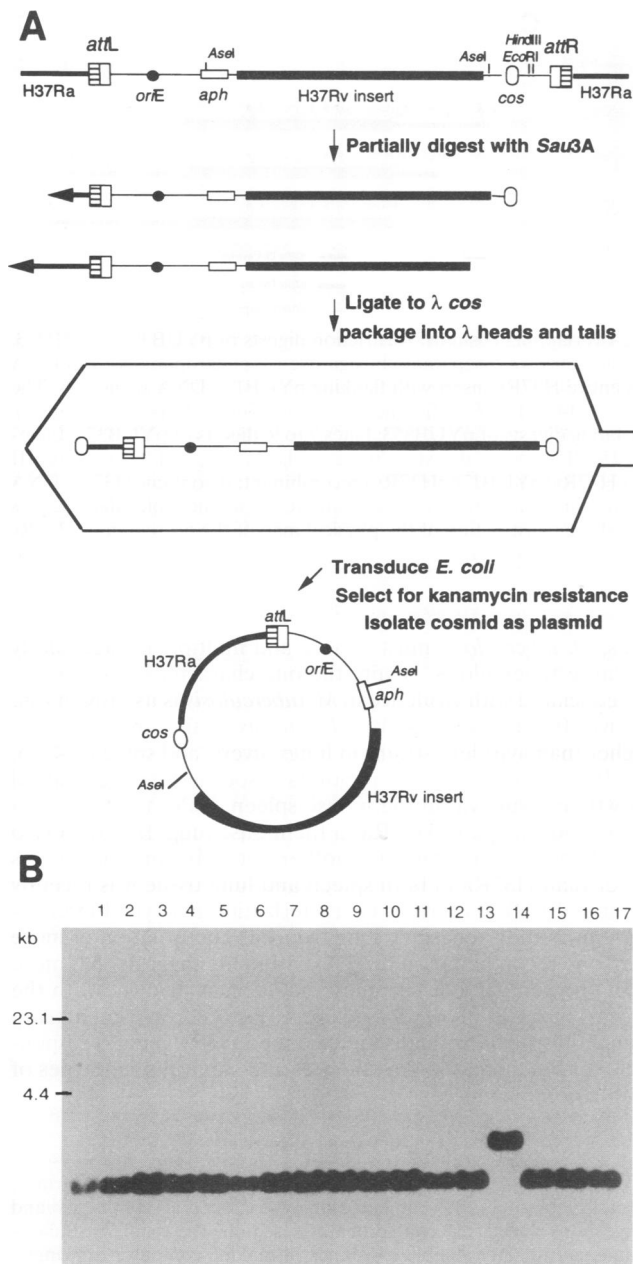 A
attL AseI AseI HindIII EcoRI attR
H37Ra oriE aph H37Rv insert cos H37Ra
Partially digest with Sau3A
Ligate to λ cos
package into λ heads and tails
Transduce E. coli
Select for kanamycin resistance
Isolate cosmid as plasmid
attL
H37Ra
oriE
AseI
aph
cos
AseI
H37Rv insert
B
1 2 3 4 5 6 7 8 9 10 11 12 13 14 15 16 17
kb
23.1
4.4